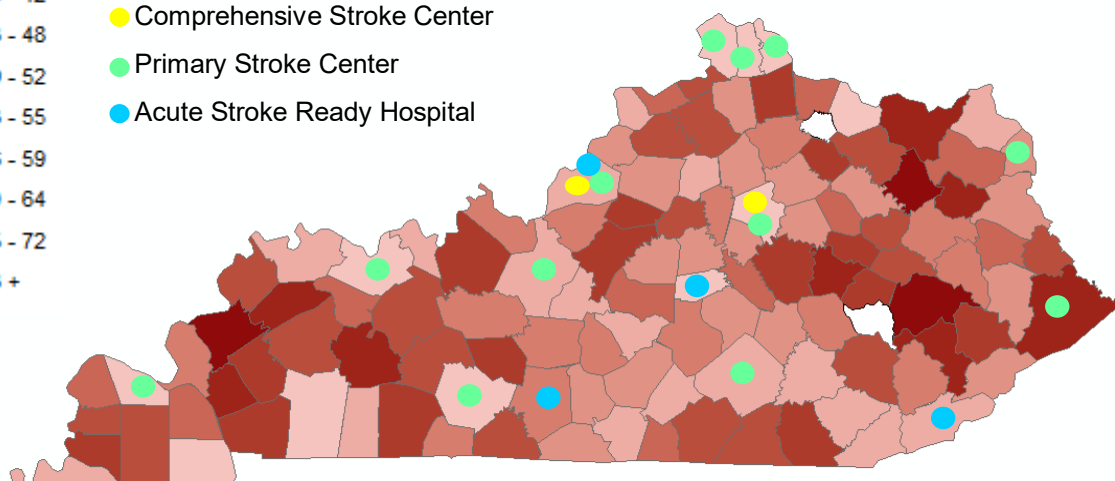 Comprehensive Stroke Center
- 48
Primary Stroke Center
- 52
Acute Stroke Ready Hospital
- 55
- 59
- 64
- 72
+